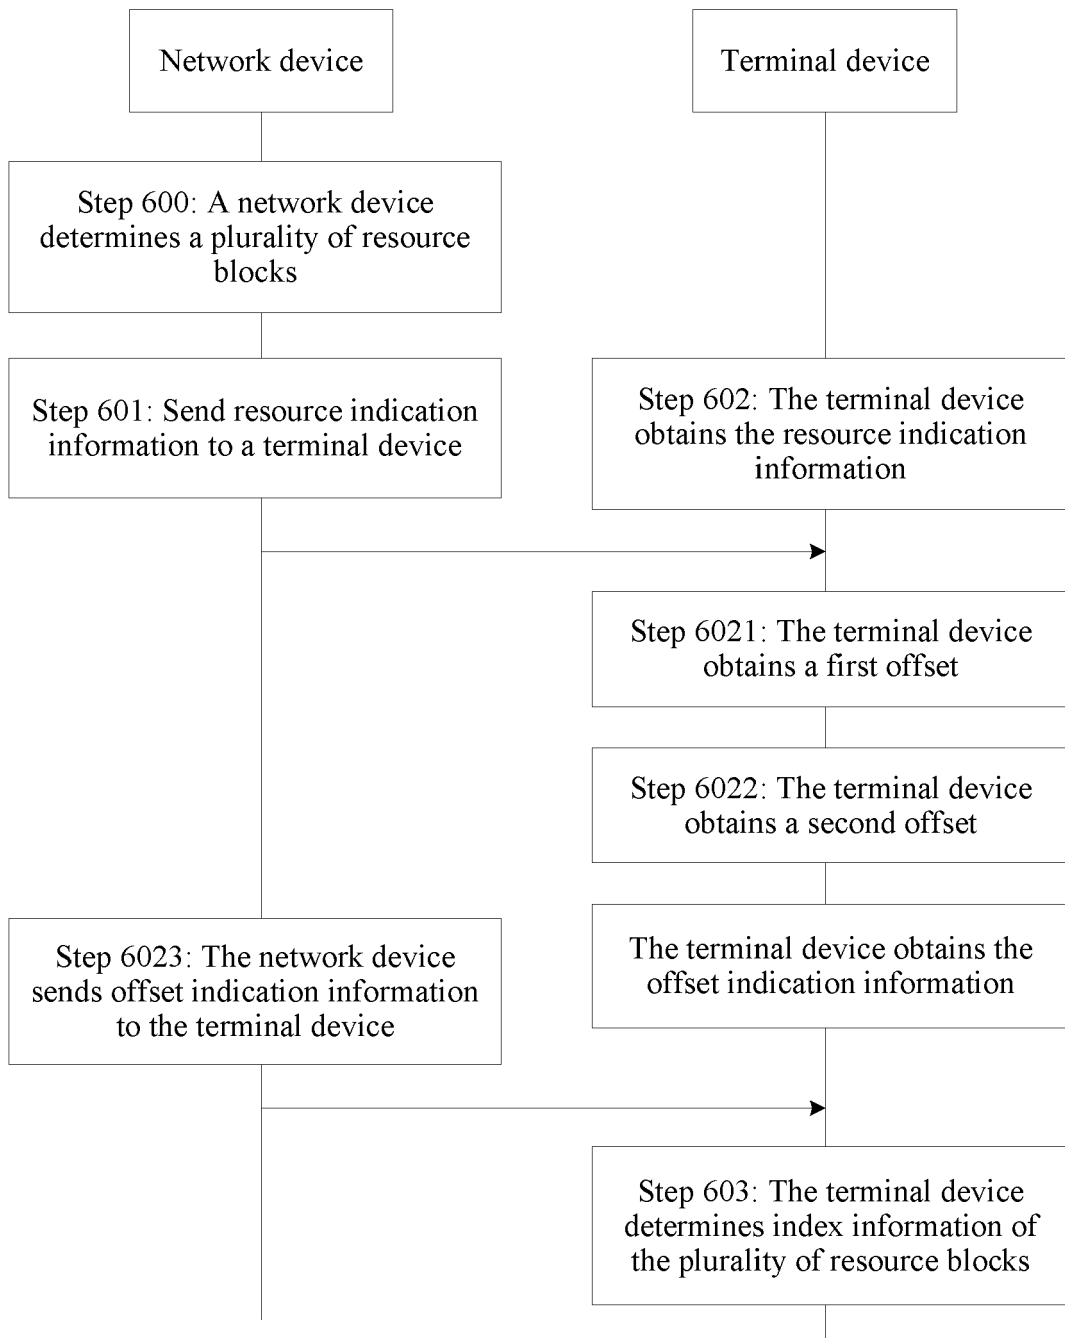 Network device
Terminal device
Step 600: A network device
determines a plurality of resource
blocks
Step 601: Send resource indication
information to a terminal device
Step 602: The terminal device
obtains the resource indication
information
Step 6021: The terminal device
obtains a first offset
Step 6022: The terminal device
obtains a second offset
Step 6023: The network device
sends offset indication information
to the terminal device
The terminal device obtains the
offset indication information
Step 603: The terminal device
determines index information of
the plurality of resource blocks